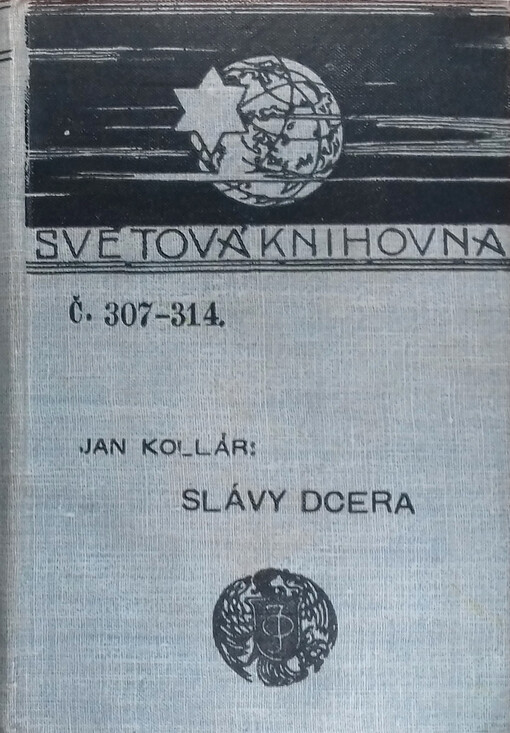 SVĚTOVÁ KNIHOVNA
Č. 307-314.
JAN KOLLÁR:
SLÁVY DCERA